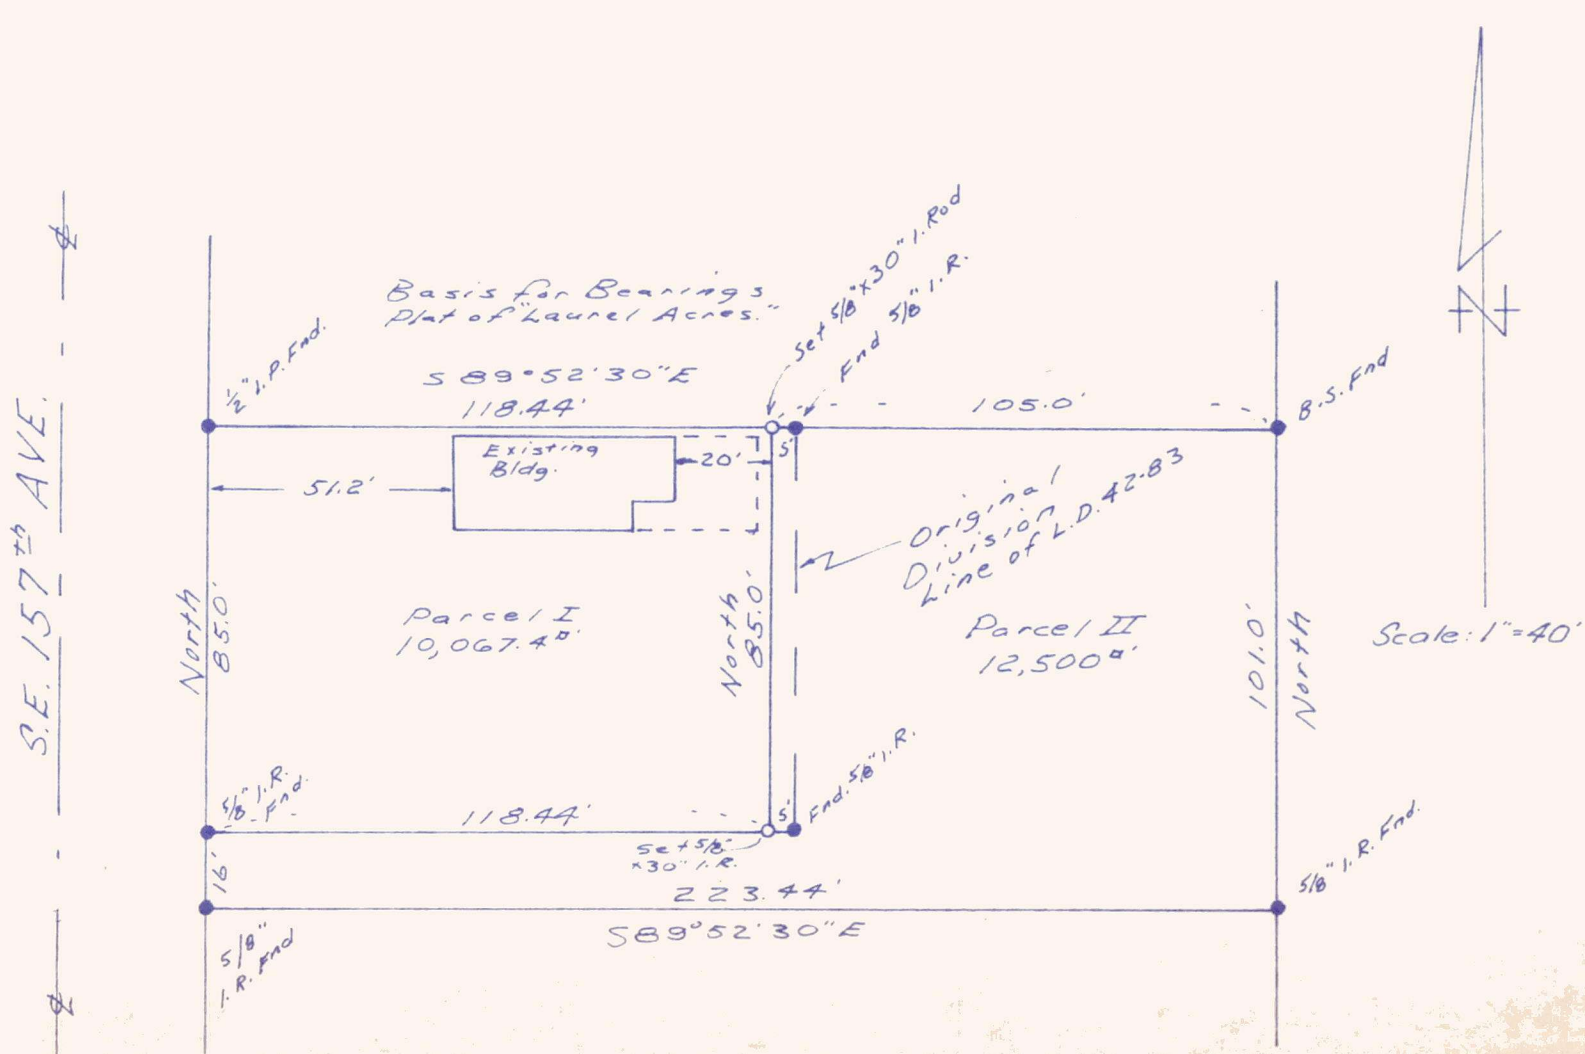 Set 5/8"x30" I. Rod
Fnd 5/8" I.R.
Basis for Bearings
Plat of "Laurel Acres."
½" I.P. Fnd.
S 89°52'30"E
118.44'
105.0'
B.S. Fnd
N
Existing
Bldg.
20'
5'
51.2'
Original
Division
Line of L.D. 42-83
S.E. 157th AVE.
North
85.0'
Parcel I
10,067.4□'
North
85.0'
Parcel II
12,500□'
101.0'
North
Scale: 1"=40'
5/8" I.R.
Fnd.
118.44'
5'
Fnd. 5/8" I.R.
Set 5/8"
x30" I.R.
16'
223.44'
S89°52'30"E
5/8" I.R. Fnd.
5/8"
I.R. Fnd